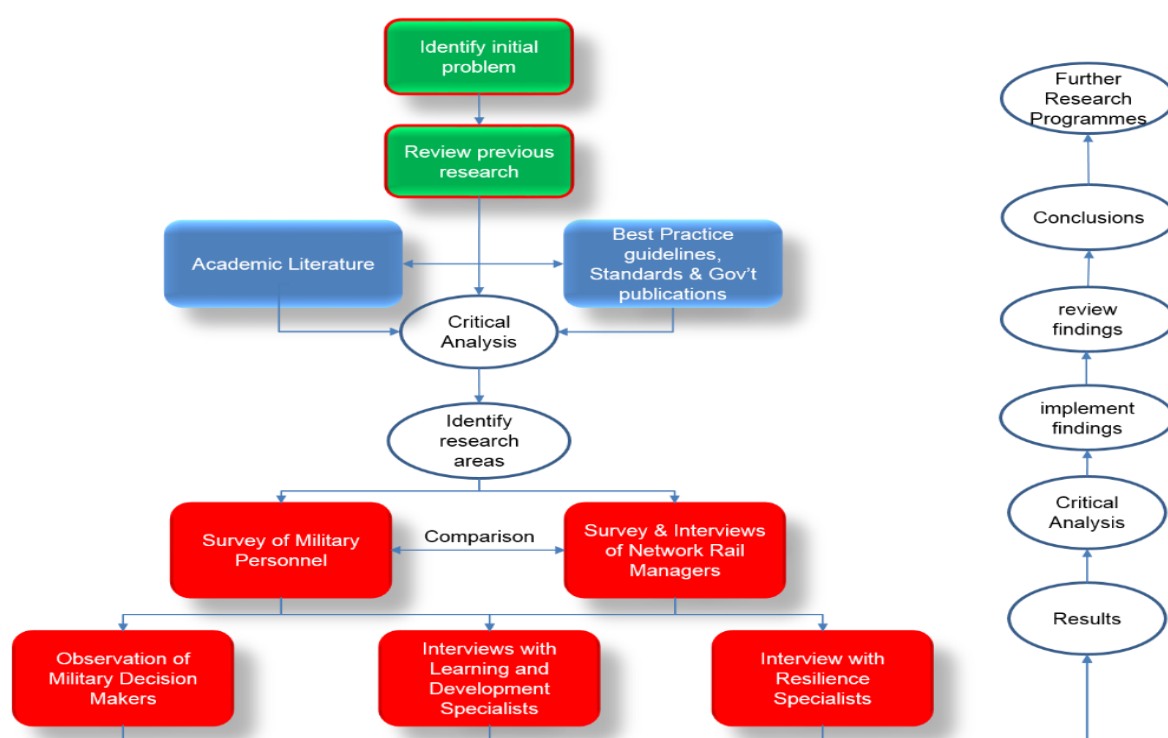 Identify initial
problem
Review previous
research
Academic Literature
Best Practice
guidelines,
Standards & Gov't
publications
Critical
Analysis
Identify
research
areas
Survey of Military
Personnel
Comparison
Survey & Interviews
of Network Rail
Managers
Observation of
Military Decision
Makers
Interviews with
Learning and
Development
Specialists
Interview with
Resilience
Specialists
Further
Research
Programmes
Conclusions
review
findings
implement
findings
Critical
Analysis
Results